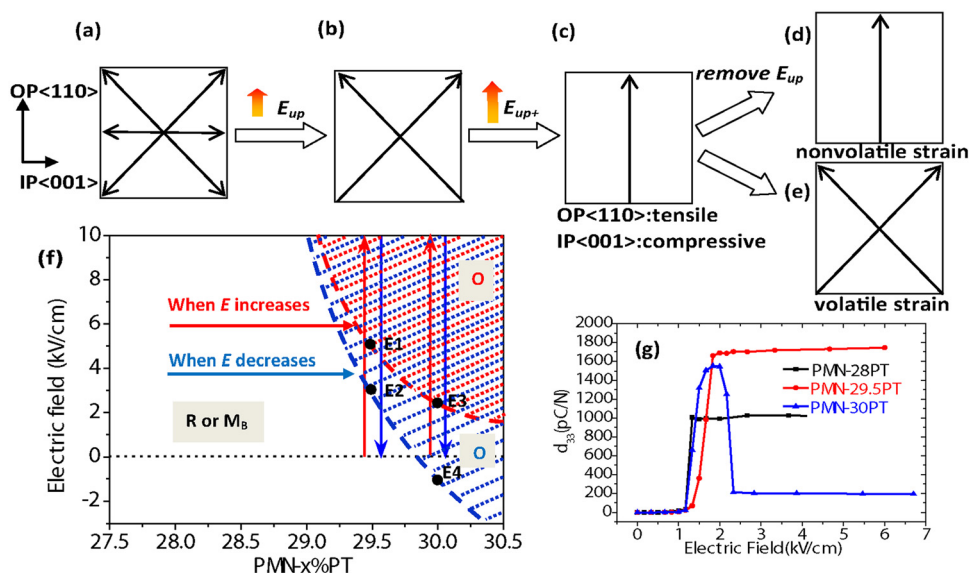 (a)
(b)
(c)
(d)
OP<110>
IP<001>
E_up
E_up+
remove E_up
nonvolatile strain
(e)
OP<110>:tensile
IP<001>:compressive
volatile strain
(f)
10
8
6
4
2
0
-2
Electric field (kV/cm)
When E increases
When E decreases
R or M_B
O
O
E1
E2
E3
E4
27.5 28.0 28.5 29.0 29.5 30.0 30.5
PMN-x%PT
(g)
2000
1800
1600
1400
1200
1000
800
600
400
200
0
d_33(pC/N)
PMN-28PT
PMN-29.5PT
PMN-30PT
0 1 2 3 4 5 6 7
Electric Field(kV/cm)